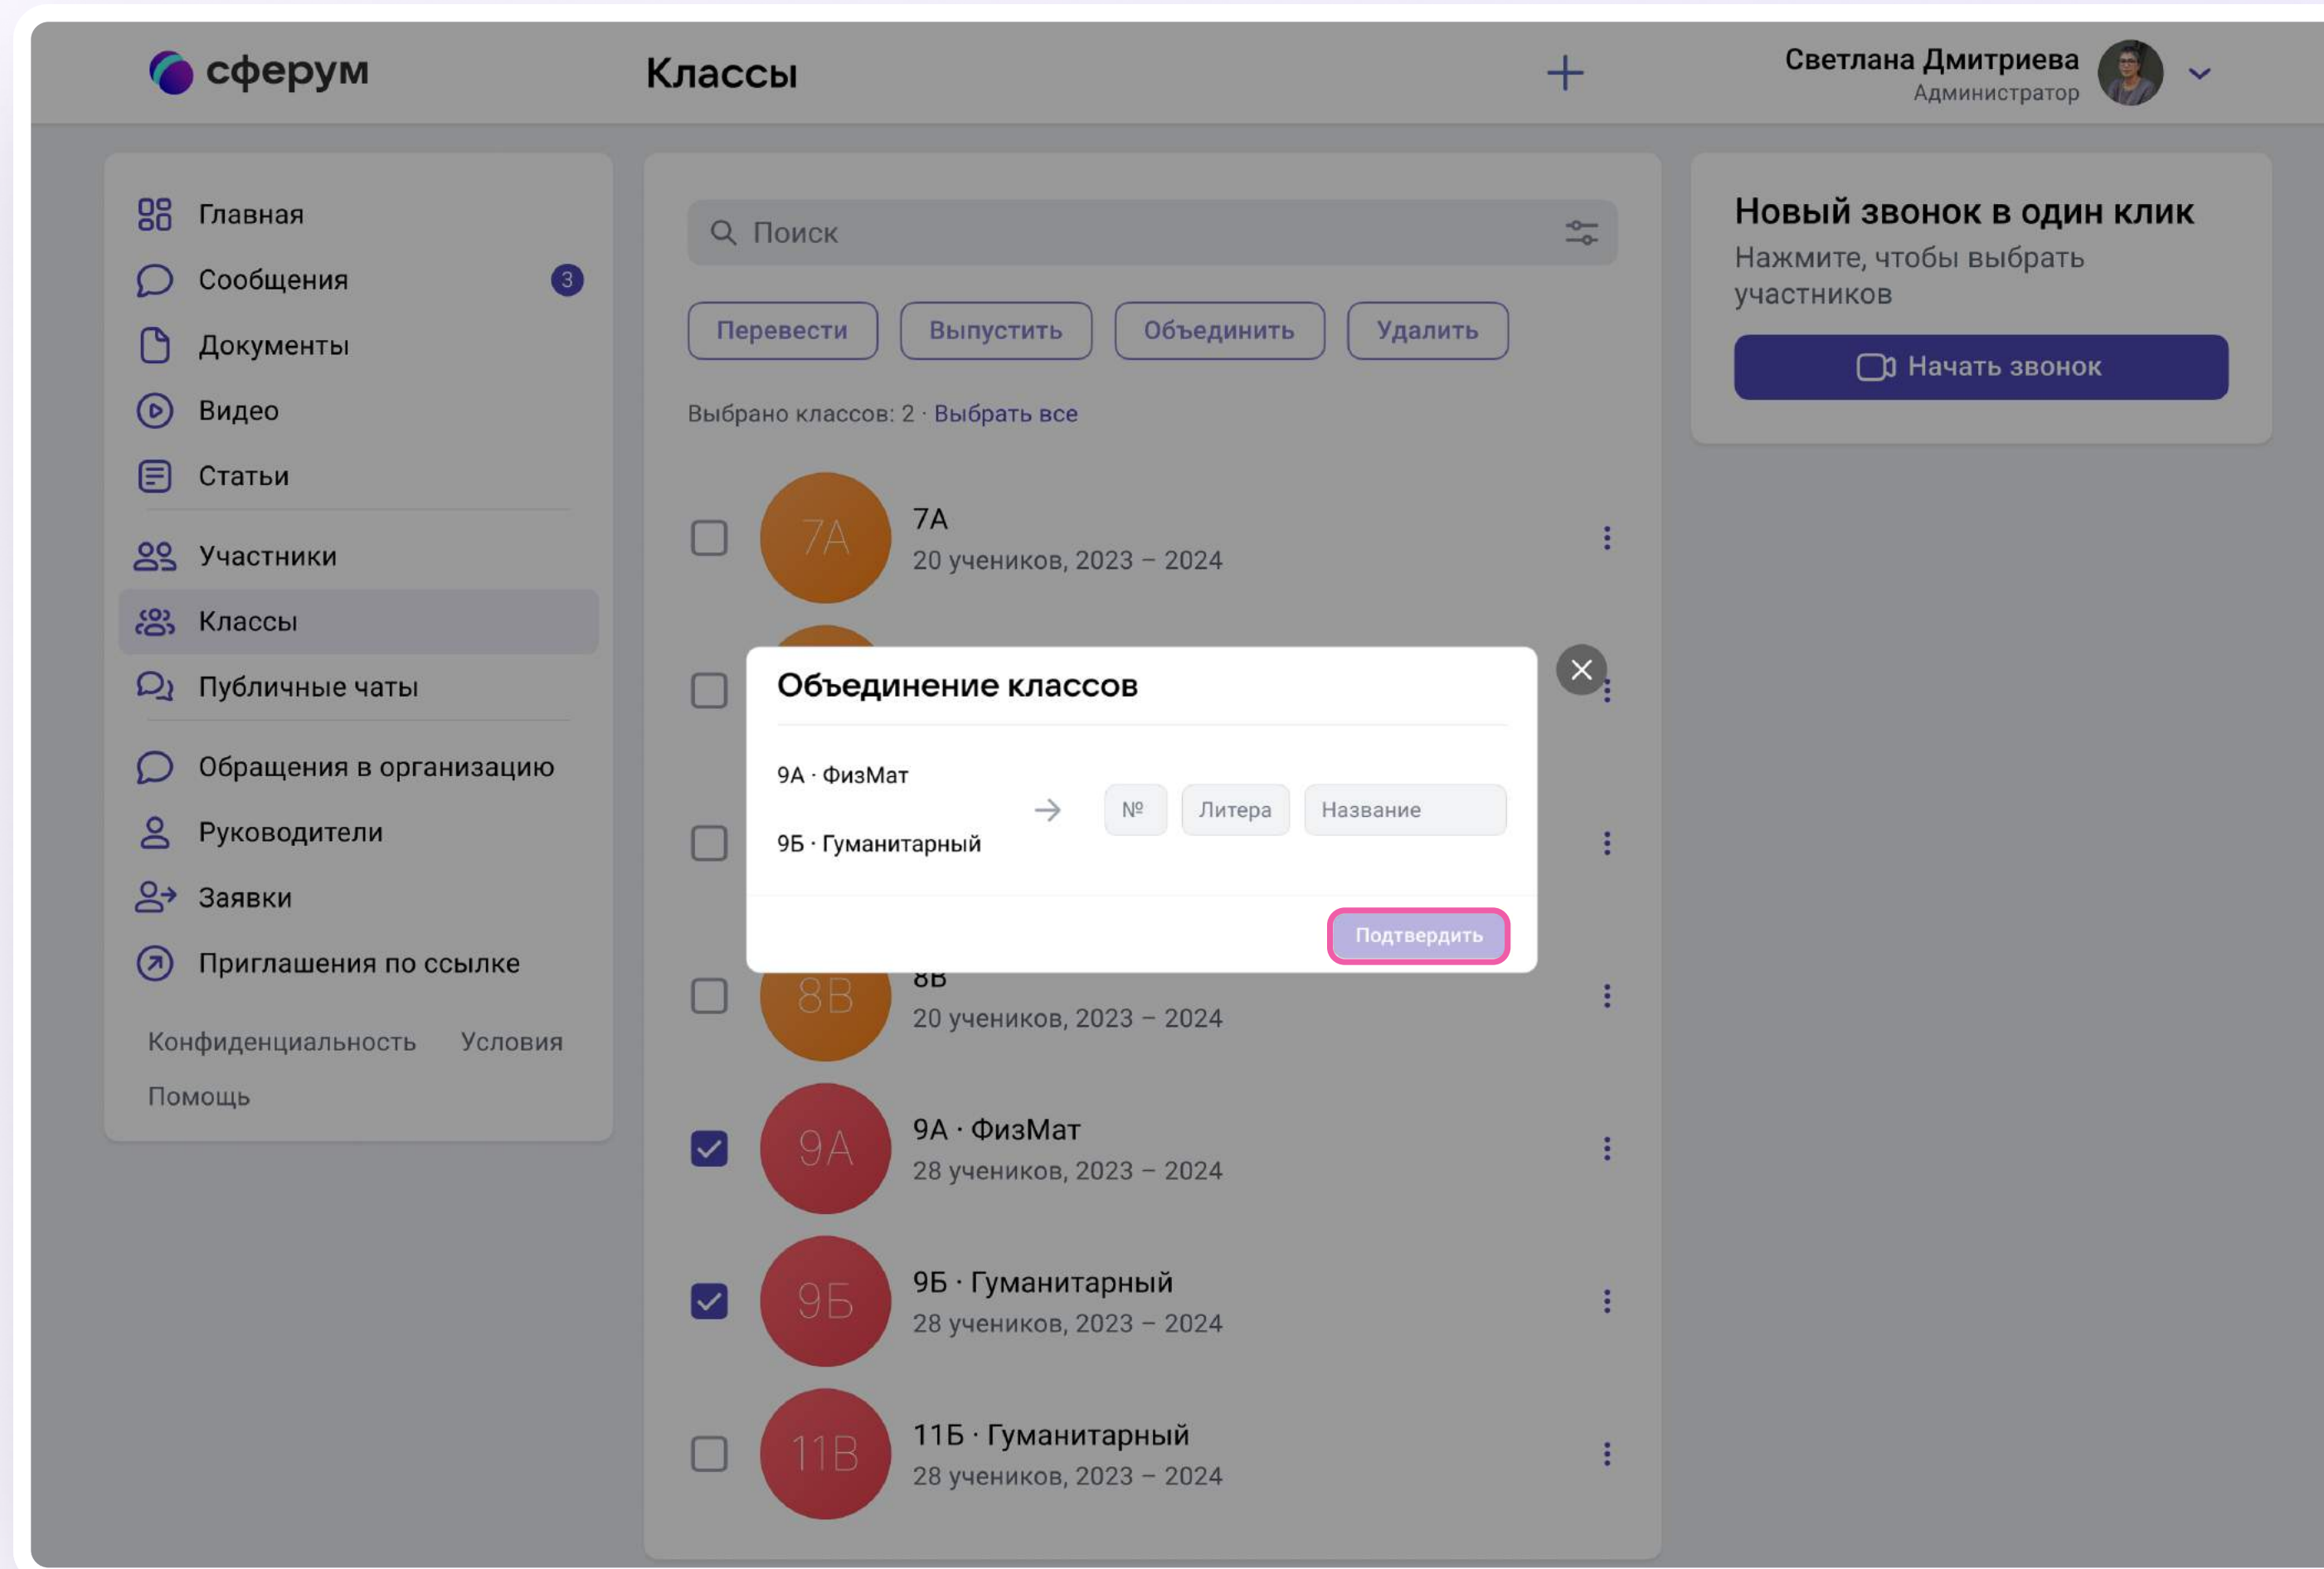 сферум
Классы
Светлана Дмитриева
Администратор
Главная
Сообщения
3
Документы
Видео
Статьи
Участники
Классы
Публичные чаты
Обращения в организацию
Руководители
Заявки
Приглашения по ссылке
Конфиденциальность Условия
Помощь
Поиск
Перевести Выпустить Объединить Удалить
Выбрано классов: 2 · Выбрать все
7А
7А
20 учеников, 2023 – 2024
Объединение классов
9А · ФизМат
9Б · Гуманитарный
№ Литера Название
Подтвердить
8В
8В
20 учеников, 2023 – 2024
9А
9А · ФизМат
28 учеников, 2023 – 2024
9Б
9Б · Гуманитарный
28 учеников, 2023 – 2024
11В
11Б · Гуманитарный
28 учеников, 2023 – 2024
Новый звонок в один клик
Нажмите, чтобы выбрать
участников
Начать звонок